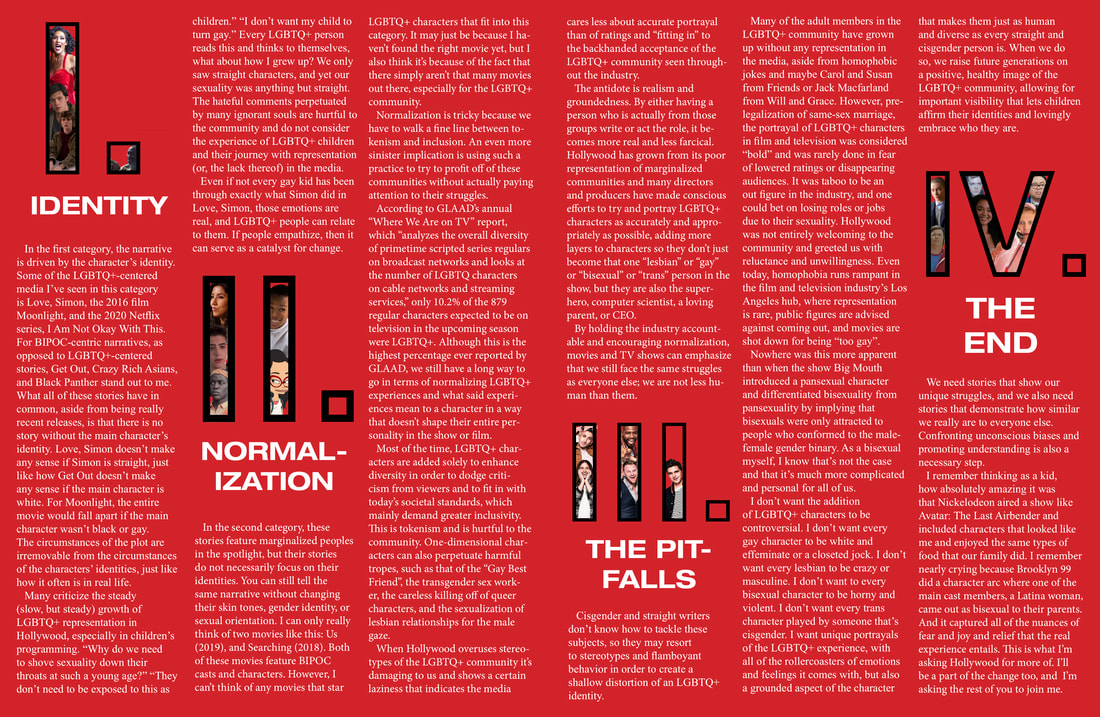 I.
IDENTITY
In the first category, the narrative
is driven by the character's identity.
Some of the LGBTQ+-centered
media I've seen in this category
is Love, Simon, the 2016 film
Moonlight, and the 2020 Netflix
series, I Am Not Okay With This.
For BIPOC-centric narratives, as
opposed to LGBTQ+-centered
stories, Get Out, Crazy Rich Asians,
and Black Panther stand out to me.
What all of these stories have in
common, aside from being really
recent releases, is that there is no
story without the main character's
identity. Love, Simon doesn't make
any sense if Simon is straight, just
like how Get Out doesn't make
any sense if the main character is
white. For Moonlight, the entire
movie would fall apart if the main
character wasn't black or gay.
The circumstances of the plot are
irremovable from the circumstances
of the characters' identities, just like
how it often is in real life.
Many criticize the steady
(slow, but steady) growth of
LGBTQ+ representation in
Hollywood, especially in children's
programming. "Why do we need
to shove sexuality down their
throats at such a young age?" "They
don't need to be exposed to this as
children." "I don't want my child to
turn gay." Every LGBTQ+ person
reads this and thinks to themselves,
what about how I grew up? We only
saw straight characters, and yet our
sexuality was anything but straight.
The hateful comments perpetuated
by many ignorant souls are hurtful to
the community and do not consider
the experience of LGBTQ+ children
and their journey with representation
(or, the lack thereof) in the media.
Even if not every gay kid has been
through exactly what Simon did in
Love, Simon, those emotions are
real, and LGBTQ+ people can relate
to them. If people empathize, then it
can serve as a catalyst for change.
II.
NORMAL-
IZATION
In the second category, these
stories feature marginalized peoples
in the spotlight, but their stories
do not necessarily focus on their
identities. You can still tell the
same narrative without changing
their skin tones, gender identity, or
sexual orientation. I can only really
think of two movies like this: Us
(2019), and Searching (2018). Both
of these movies feature BIPOC
casts and characters. However, I
can't think of any movies that star
LGBTQ+ characters that fit into this
category. It may just be because I ha-
ven't found the right movie yet, but I
also think it's because of the fact that
there simply aren't that many movies
out there, especially for the LGBTQ+
community.
Normalization is tricky because we
have to walk a fine line between to-
kenism and inclusion. An even more
sinister implication is using such a
practice to try to profit off of these
communities without actually paying
attention to their struggles.
According to GLAAD's annual
"Where We Are on TV" report,
which "analyzes the overall diversity
of primetime scripted series regulars
on broadcast networks and looks at
the number of LGBTQ characters
on cable networks and streaming
services," only 10.2% of the 879
regular characters expected to be on
television in the upcoming season
were LGBTQ+. Although this is the
highest percentage ever reported by
GLAAD, we still have a long way to
go in terms of normalizing LGBTQ+
experiences and what said experi-
ences mean to a character in a way
that doesn't shape their entire per-
sonality in the show or film.
Most of the time, LGBTQ+ char-
acters are added solely to enhance
diversity in order to dodge criti-
cism from viewers and to fit in with
today's societal standards, which
mainly demand greater inclusivity.
This is tokenism and is hurtful to the
community. One-dimensional char-
acters can also perpetuate harmful
tropes, such as that of the "Gay Best
Friend", the transgender sex work-
er, the careless killing off of queer
characters, and the sexualization of
lesbian relationships for the male
gaze.
When Hollywood overuses stereo-
types of the LGBTQ+ community it's
damaging to us and shows a certain
laziness that indicates the media
cares less about accurate portrayal
than of ratings and "fitting in" to
the backhanded acceptance of the
LGBTQ+ community seen through-
out the industry.
The antidote is realism and
groundedness. By either having a
person who is actually from those
groups write or act the role, it be-
comes more real and less farcical.
Hollywood has grown from its poor
representation of marginalized
communities and many directors
and producers have made conscious
efforts to try and portray LGBTQ+
characters as accurately and appro-
priately as possible, adding more
layers to characters so they don't just
become that one "lesbian" or "gay"
or "bisexual" or "trans" person in the
show, but they are also the super-
hero, computer scientist, a loving
parent, or CEO.
By holding the industry account-
able and encouraging normalization,
movies and TV shows can emphasize
that we still face the same struggles
as everyone else; we are not less hu-
man than them.
III.
THE PIT-
FALLS
Cisgender and straight writers
don't know how to tackle these
subjects, so they may resort
to stereotypes and flamboyant
behavior in order to create a
shallow distortion of an LGBTQ+
identity.
Many of the adult members in the
LGBTQ+ community have grown
up without any representation in
the media, aside from homophobic
jokes and maybe Carol and Susan
from Friends or Jack Macfarland
from Will and Grace. However, pre-
legalization of same-sex marriage,
the portrayal of LGBTQ+ characters
in film and television was considered
"bold" and was rarely done in fear
of lowered ratings or disappearing
audiences. It was taboo to be an
out figure in the industry, and one
could bet on losing roles or jobs
due to their sexuality. Hollywood
was not entirely welcoming to the
community and greeted us with
reluctance and unwillingness. Even
today, homophobia runs rampant in
the film and television industry's Los
Angeles hub, where representation
is rare, public figures are advised
against coming out, and movies are
shot down for being "too gay".
Nowhere was this more apparent
than when the show Big Mouth
introduced a pansexual character
and differentiated bisexuality from
pansexuality by implying that
bisexuals were only attracted to
people who conformed to the male-
female gender binary. As a bisexual
myself, I know that's not the case
and that it's much more complicated
and personal for all of us.
I don't want the addition
of LGBTQ+ characters to be
controversial. I don't want every
gay character to be white and
effeminate or a closeted jock. I don't
want every lesbian to be crazy or
masculine. I don't want to every
bisexual character to be horny and
violent. I don't want every trans
character played by someone that's
cisgender. I want unique portrayals
of the LGBTQ+ experience, with
all of the rollercoasters of emotions
and feelings it comes with, but also
a grounded aspect of the character
that makes them just as human
and diverse as every straight and
cisgender person is. When we do
so, we raise future generations on
a positive, healthy image of the
LGBTQ+ community, allowing for
important visibility that lets children
affirm their identities and lovingly
embrace who they are.
IV.
THE
END
We need stories that show our
unique struggles, and we also need
stories that demonstrate how similar
we really are to everyone else.
Confronting unconscious biases and
promoting understanding is also a
necessary step.
I remember thinking as a kid,
how absolutely amazing it was
that Nickelodeon aired a show like
Avatar: The Last Airbender and
included characters that looked like
me and enjoyed the same types of
food that our family did. I remember
nearly crying because Brooklyn 99
did a character arc where one of the
main cast members, a Latina woman,
came out as bisexual to their parents.
And it captured all of the nuances of
fear and joy and relief that the real
experience entails. This is what I'm
asking Hollywood for more of. I'll
be a part of the change too, and I'm
asking the rest of you to join me.